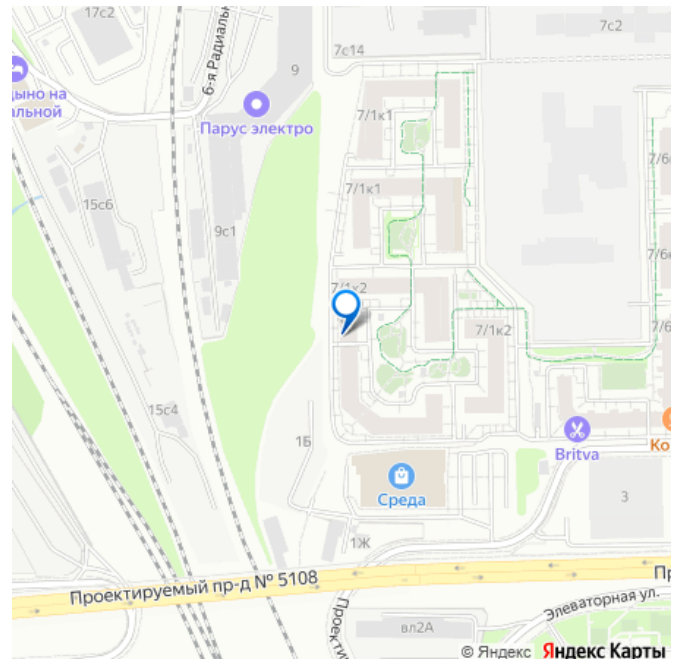 17с2
7с14
7с2
6-я Радиальн
9
дыно на
альной
Парус электро
7/1к1
7/6
15с6
7/1к1
9с1
7/6
7/1к2
7/1к2
7/6
15с4
1Б
Britva
Ко
Среда
3
1Ж
Проектируемый пр-д № 5108
Пр
Элеваторная ул.
Проекти
вл2А
© Яндекс Яндекс Карты